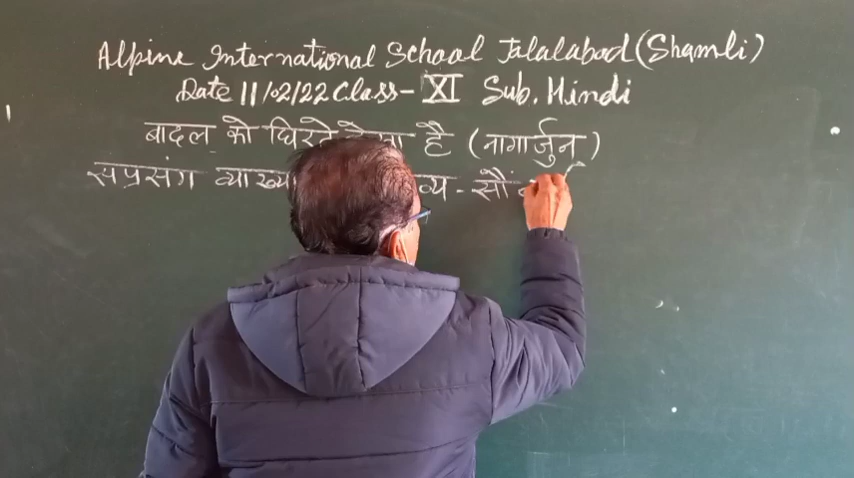 Alpine International School Jalalabad (Shamli)
Date 11/02/22 Class- XI Sub. Hindi
बादल को घिरते है (नागार्जुन)
सप्रसंग व्याख्या